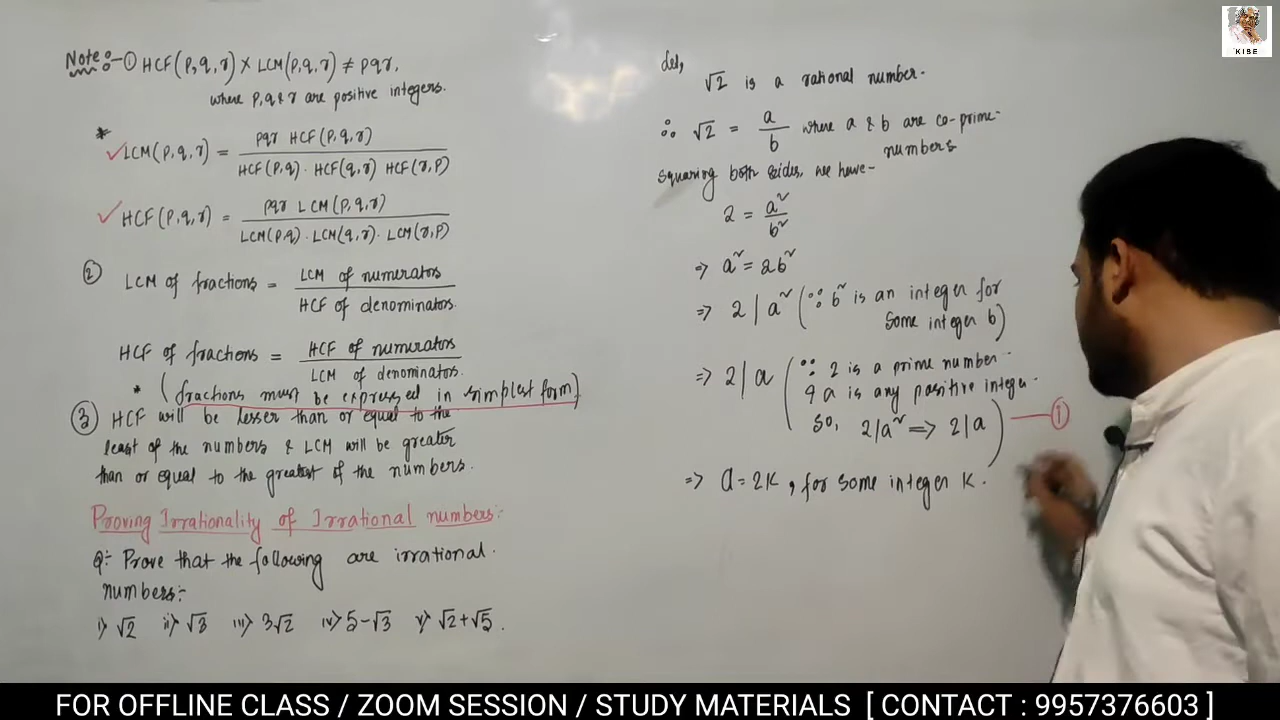 Note:- ① HCF(p,q,r) × LCM(p,q,r) ≠ pqr,
where p,q & r are positive integers.
* ✓ LCM(p,q,r) = pqr HCF(p,q,r) / HCF(p,q) · HCF(q,r) HCF(r,p)
✓ HCF(p,q,r) = pqr LCM(p,q,r) / LCM(p,q) · LCM(q,r) · LCM(r,p)
② LCM of fractions = LCM of numerators / HCF of denominators.
HCF of fractions = HCF of numerators / LCM of denominators.
* (fractions must be expressed in simplest form)
③ HCF will be lesser than or equal to the
least of the numbers & LCM will be greater
than or equal to the greatest of the numbers.
Proving Irrationality of Irrational numbers:-
Q:- Prove that the following are irrational
numbers:-
i) √2 ii) √3 iii) 3√2 iv) 5-√3 v) √2+√5.
let,
√2 is a rational number.
∴ √2 = a/b where a & b are co-prime
numbers
squaring both sides, we have-
2 = a²/b²
⇒ a² = 2b²
⇒ 2 | a² (∵ b² is an integer for
some integer b)
⇒ 2 | a (∵ 2 is a prime number
& a is any positive integer.
So, 2|a² ⇒ 2|a) — ①
⇒ a = 2k, for some integer k.
KIBE
FOR OFFLINE CLASS / ZOOM SESSION / STUDY MATERIALS [ CONTACT : 9957376603 ]